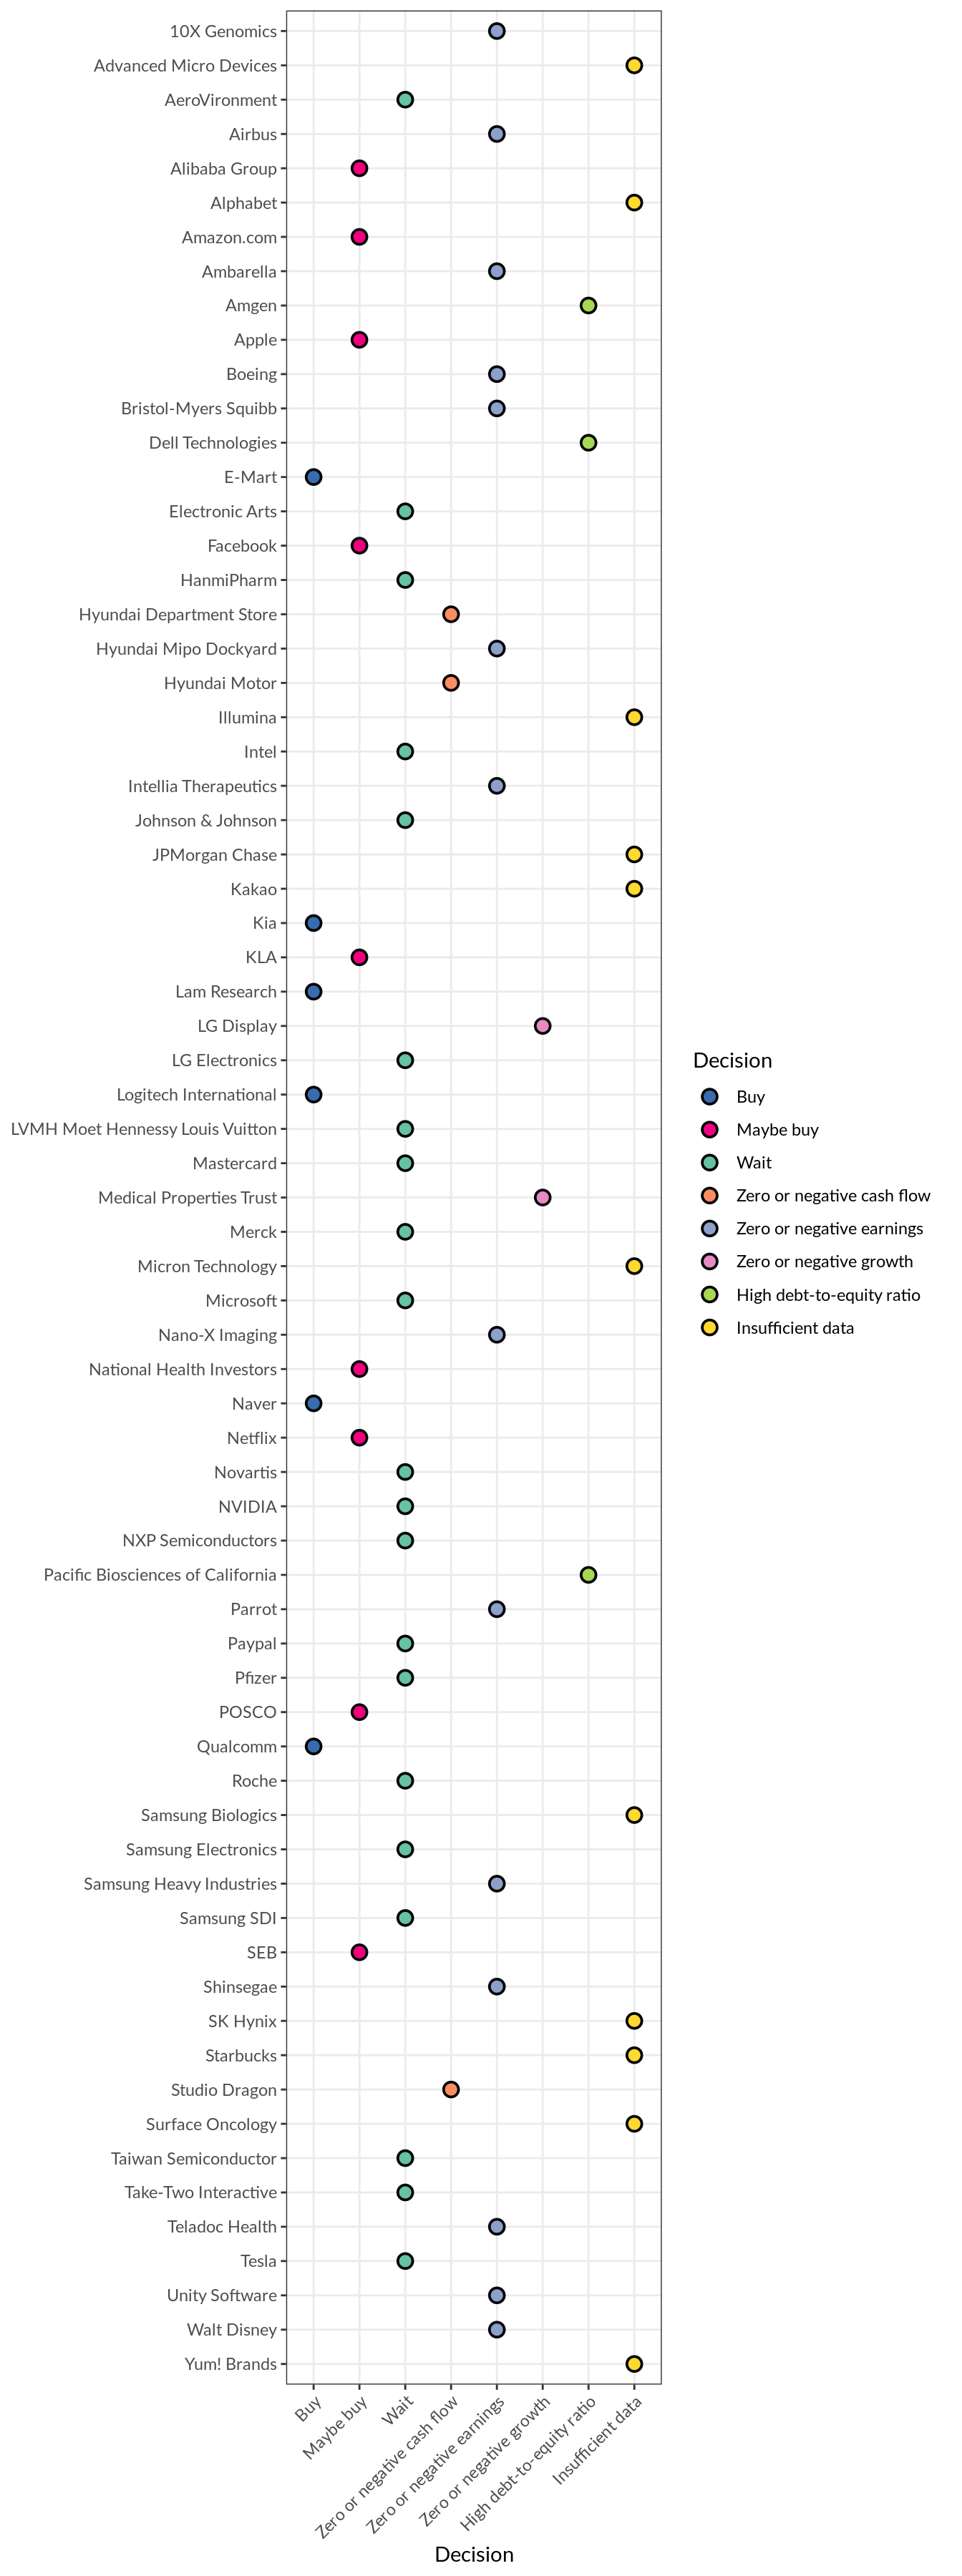 10X Genomics
Advanced Micro Devices
AeroVironment
Airbus
Alibaba Group
Alphabet
Amazon.com
Ambarella
Amgen
Apple
Boeing
Bristol-Myers Squibb
Dell Technologies
E-Mart
Electronic Arts
Facebook
HanmiPharm
Hyundai Department Store
Hyundai Mipo Dockyard
Hyundai Motor
Illumina
Intel
Intellia Therapeutics
Johnson & Johnson
JPMorgan Chase
Kakao
Kia
KLA
Lam Research
LG Display
LG Electronics
Logitech International
LVMH Moet Hennessy Louis Vuitton
Mastercard
Medical Properties Trust
Merck
Micron Technology
Microsoft
Nano-X Imaging
National Health Investors
Naver
Netflix
Novartis
NVIDIA
NXP Semiconductors
Pacific Biosciences of California
Parrot
Paypal
Pfizer
POSCO
Qualcomm
Roche
Samsung Biologics
Samsung Electronics
Samsung Heavy Industries
Samsung SDI
SEB
Shinsegae
SK Hynix
Starbucks
Studio Dragon
Surface Oncology
Taiwan Semiconductor
Take-Two Interactive
Teladoc Health
Tesla
Unity Software
Walt Disney
Yum! Brands
Buy
Maybe buy
Wait
Zero or negative cash flow
Zero or negative earnings
Zero or negative growth
High debt-to-equity ratio
Insufficient data
Decision
Decision
Buy
Maybe buy
Wait
Zero or negative cash flow
Zero or negative earnings
Zero or negative growth
High debt-to-equity ratio
Insufficient data